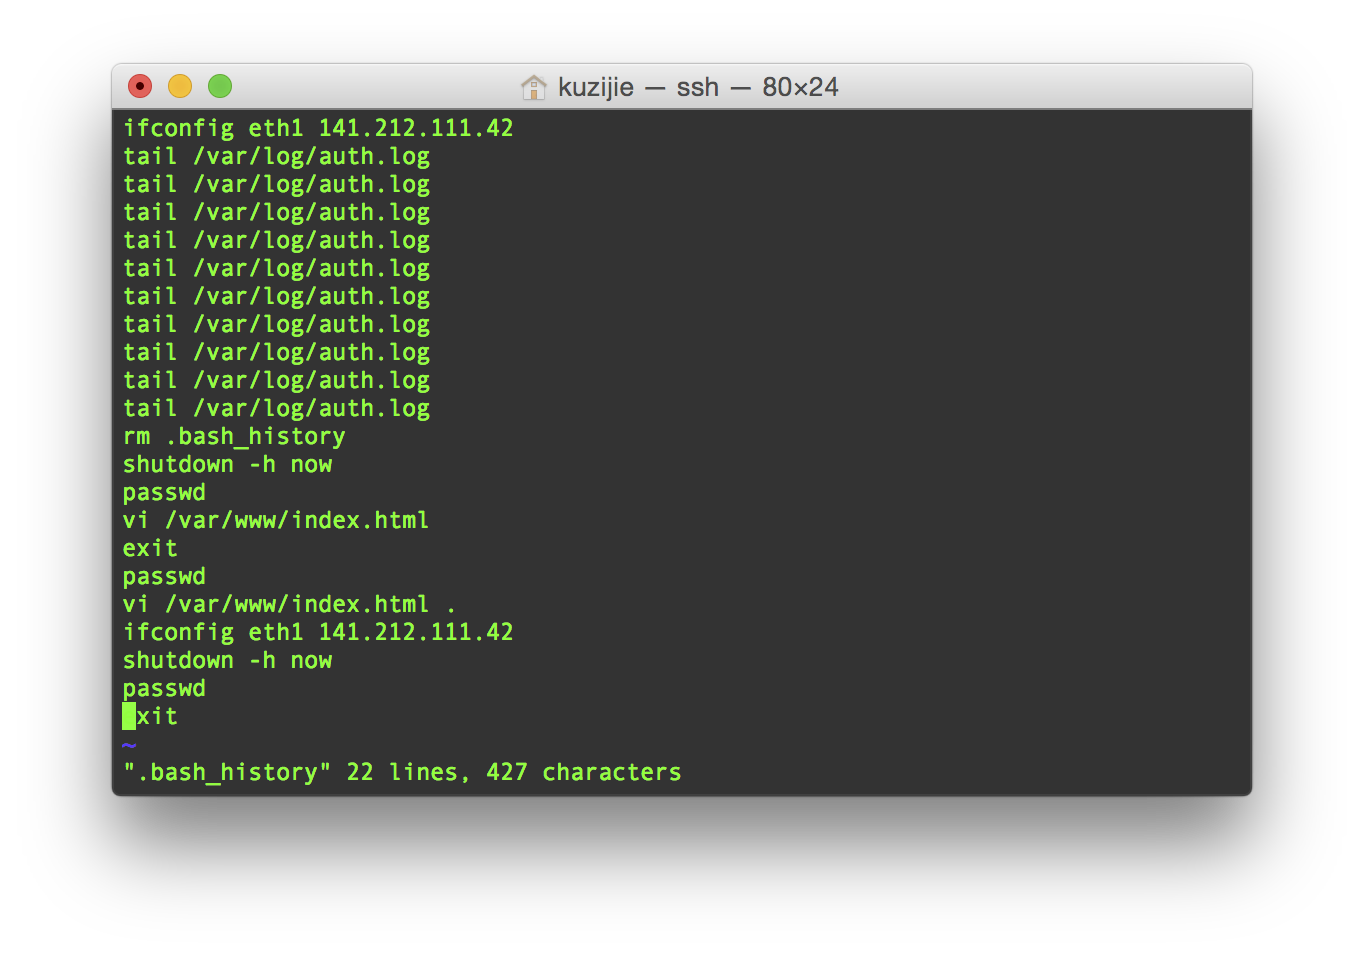 kuzijie — ssh — 80×24
ifconfig eth1 141.212.111.42
tail /var/log/auth.log
tail /var/log/auth.log
tail /var/log/auth.log
tail /var/log/auth.log
tail /var/log/auth.log
tail /var/log/auth.log
tail /var/log/auth.log
tail /var/log/auth.log
tail /var/log/auth.log
tail /var/log/auth.log
rm .bash_history
shutdown -h now
passwd
vi /var/www/index.html
exit
passwd
vi /var/www/index.html .
ifconfig eth1 141.212.111.42
shutdown -h now
passwd
exit
~
".bash_history" 22 lines, 427 characters